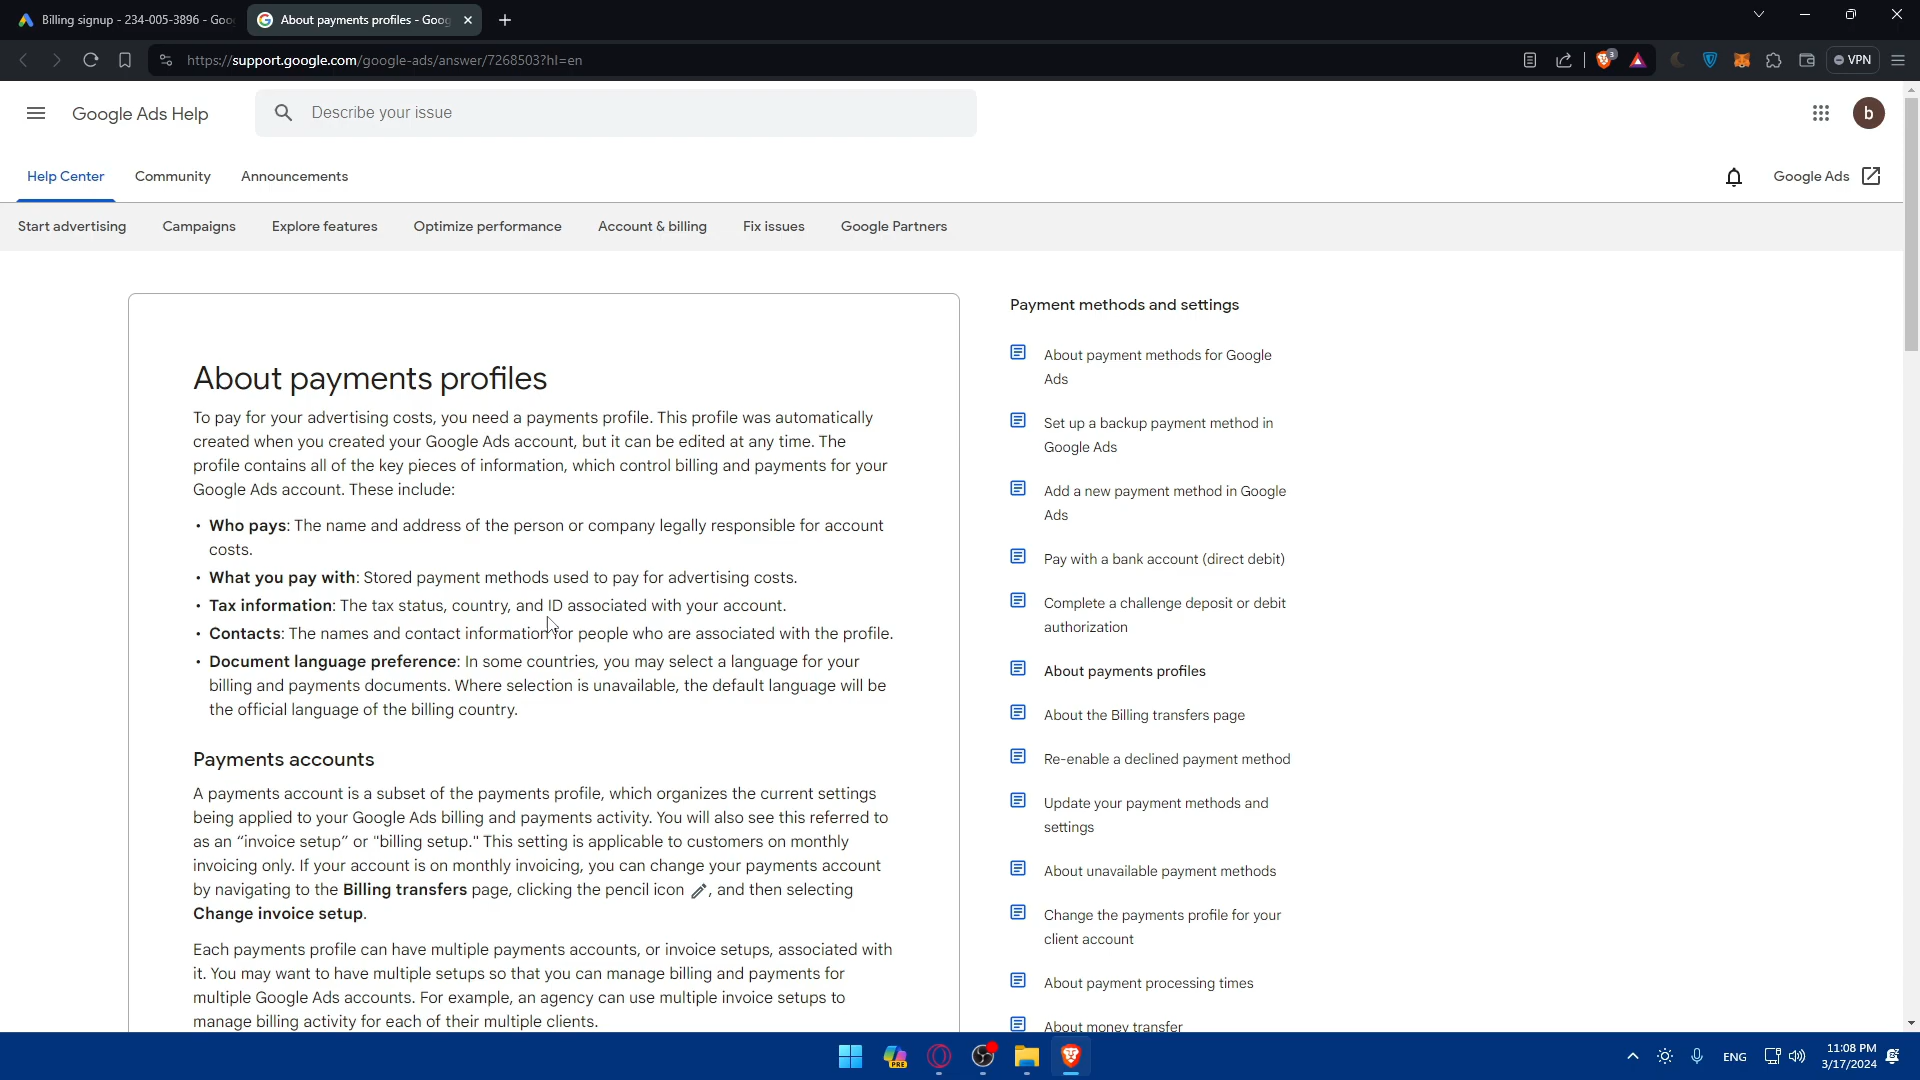 Billing signup - 234-005-3896 - Goo
About payments profiles - Goog
https://support.google.com/google-ads/answer/7268503?hl=en
3
VPN
Google Ads Help
Describe your issue
b
Help Center
Community
Announcements
Google Ads
Start advertising
Campaigns
Explore features
Optimize performance
Account & billing
Fix issues
Google Partners
About payments profiles
To pay for your advertising costs, you need a payments profile. This profile was automatically
created when you created your Google Ads account, but it can be edited at any time. The
profile contains all of the key pieces of information, which control billing and payments for your
Google Ads account. These include:
• Who pays: The name and address of the person or company legally responsible for account
costs.
• What you pay with: Stored payment methods used to pay for advertising costs.
• Tax information: The tax status, country, and ID associated with your account.
• Contacts: The names and contact information for people who are associated with the profile.
• Document language preference: In some countries, you may select a language for your
billing and payments documents. Where selection is unavailable, the default language will be
the official language of the billing country.
Payments accounts
A payments account is a subset of the payments profile, which organizes the current settings
being applied to your Google Ads billing and payments activity. You will also see this referred to
as an “invoice setup” or "billing setup." This setting is applicable to customers on monthly
invoicing only. If your account is on monthly invoicing, you can change your payments account
by navigating to the Billing transfers page, clicking the pencil icon , and then selecting
Change invoice setup.
Each payments profile can have multiple payments accounts, or invoice setups, associated with
it. You may want to have multiple setups so that you can manage billing and payments for
multiple Google Ads accounts. For example, an agency can use multiple invoice setups to
manage billing activity for each of their multiple clients.
Payment methods and settings
About payment methods for Google
Ads
Set up a backup payment method in
Google Ads
Add a new payment method in Google
Ads
Pay with a bank account (direct debit)
Complete a challenge deposit or debit
authorization
About payments profiles
About the Billing transfers page
Re-enable a declined payment method
Update your payment methods and
settings
About unavailable payment methods
Change the payments profile for your
client account
About payment processing times
About money transfer
PRE
ENG
11:08 PM
3/17/2024